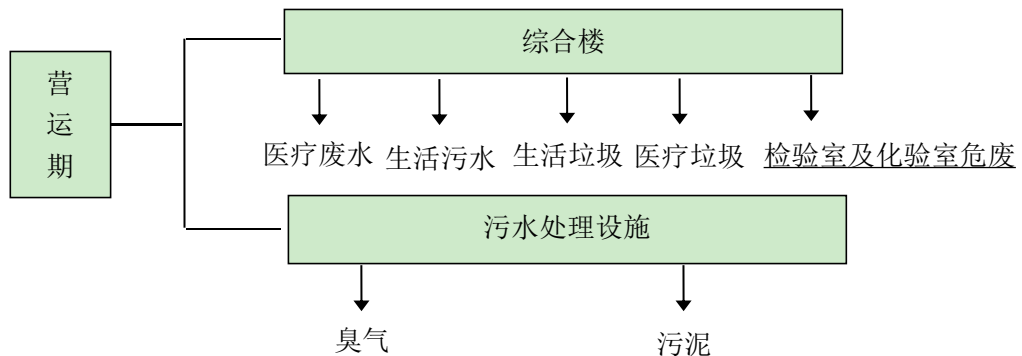 营运期
综合楼
医疗废水 生活污水 生活垃圾 医疗垃圾 检验室及化验室危废
污水处理设施
臭气 污泥